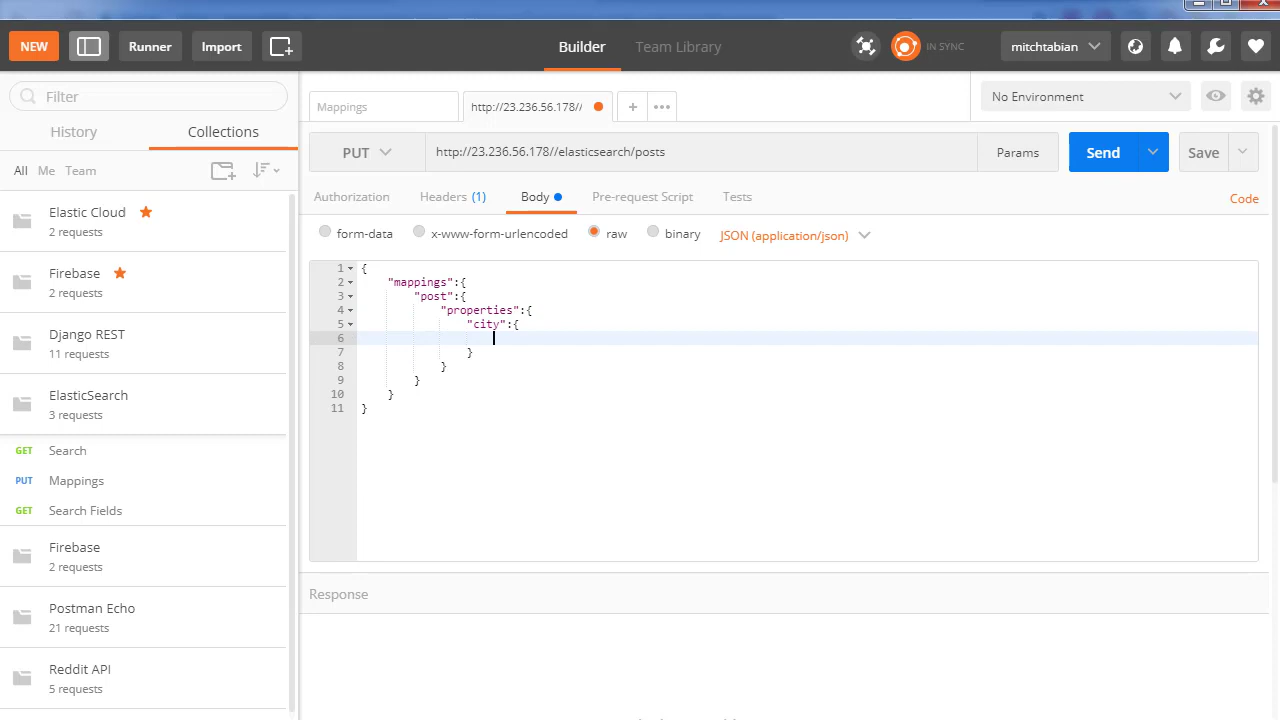 NEW
Runner
Import
Builder
Team Library
IN SYNC
mitchtabian
Filter
History
Collections
All Me Team
Elastic Cloud
2 requests
Firebase
2 requests
Django REST
11 requests
ElasticSearch
3 requests
GET Search
PUT Mappings
GET Search Fields
Firebase
2 requests
Postman Echo
21 requests
Reddit API
5 requests
Mappings
http://23.236.56.178//
+
•••
No Environment
PUT
http://23.236.56.178//elasticsearch/posts
Params
Send
Save
Authorization
Headers (1)
Body
Pre-request Script
Tests
Code
form-data
x-www-form-urlencoded
raw
binary
JSON (application/json)
1 {
2 "mappings":{
3 "post":{
4 "properties":{
5 "city":{
6
7 }
8 }
9 }
10 }
11 }
Response